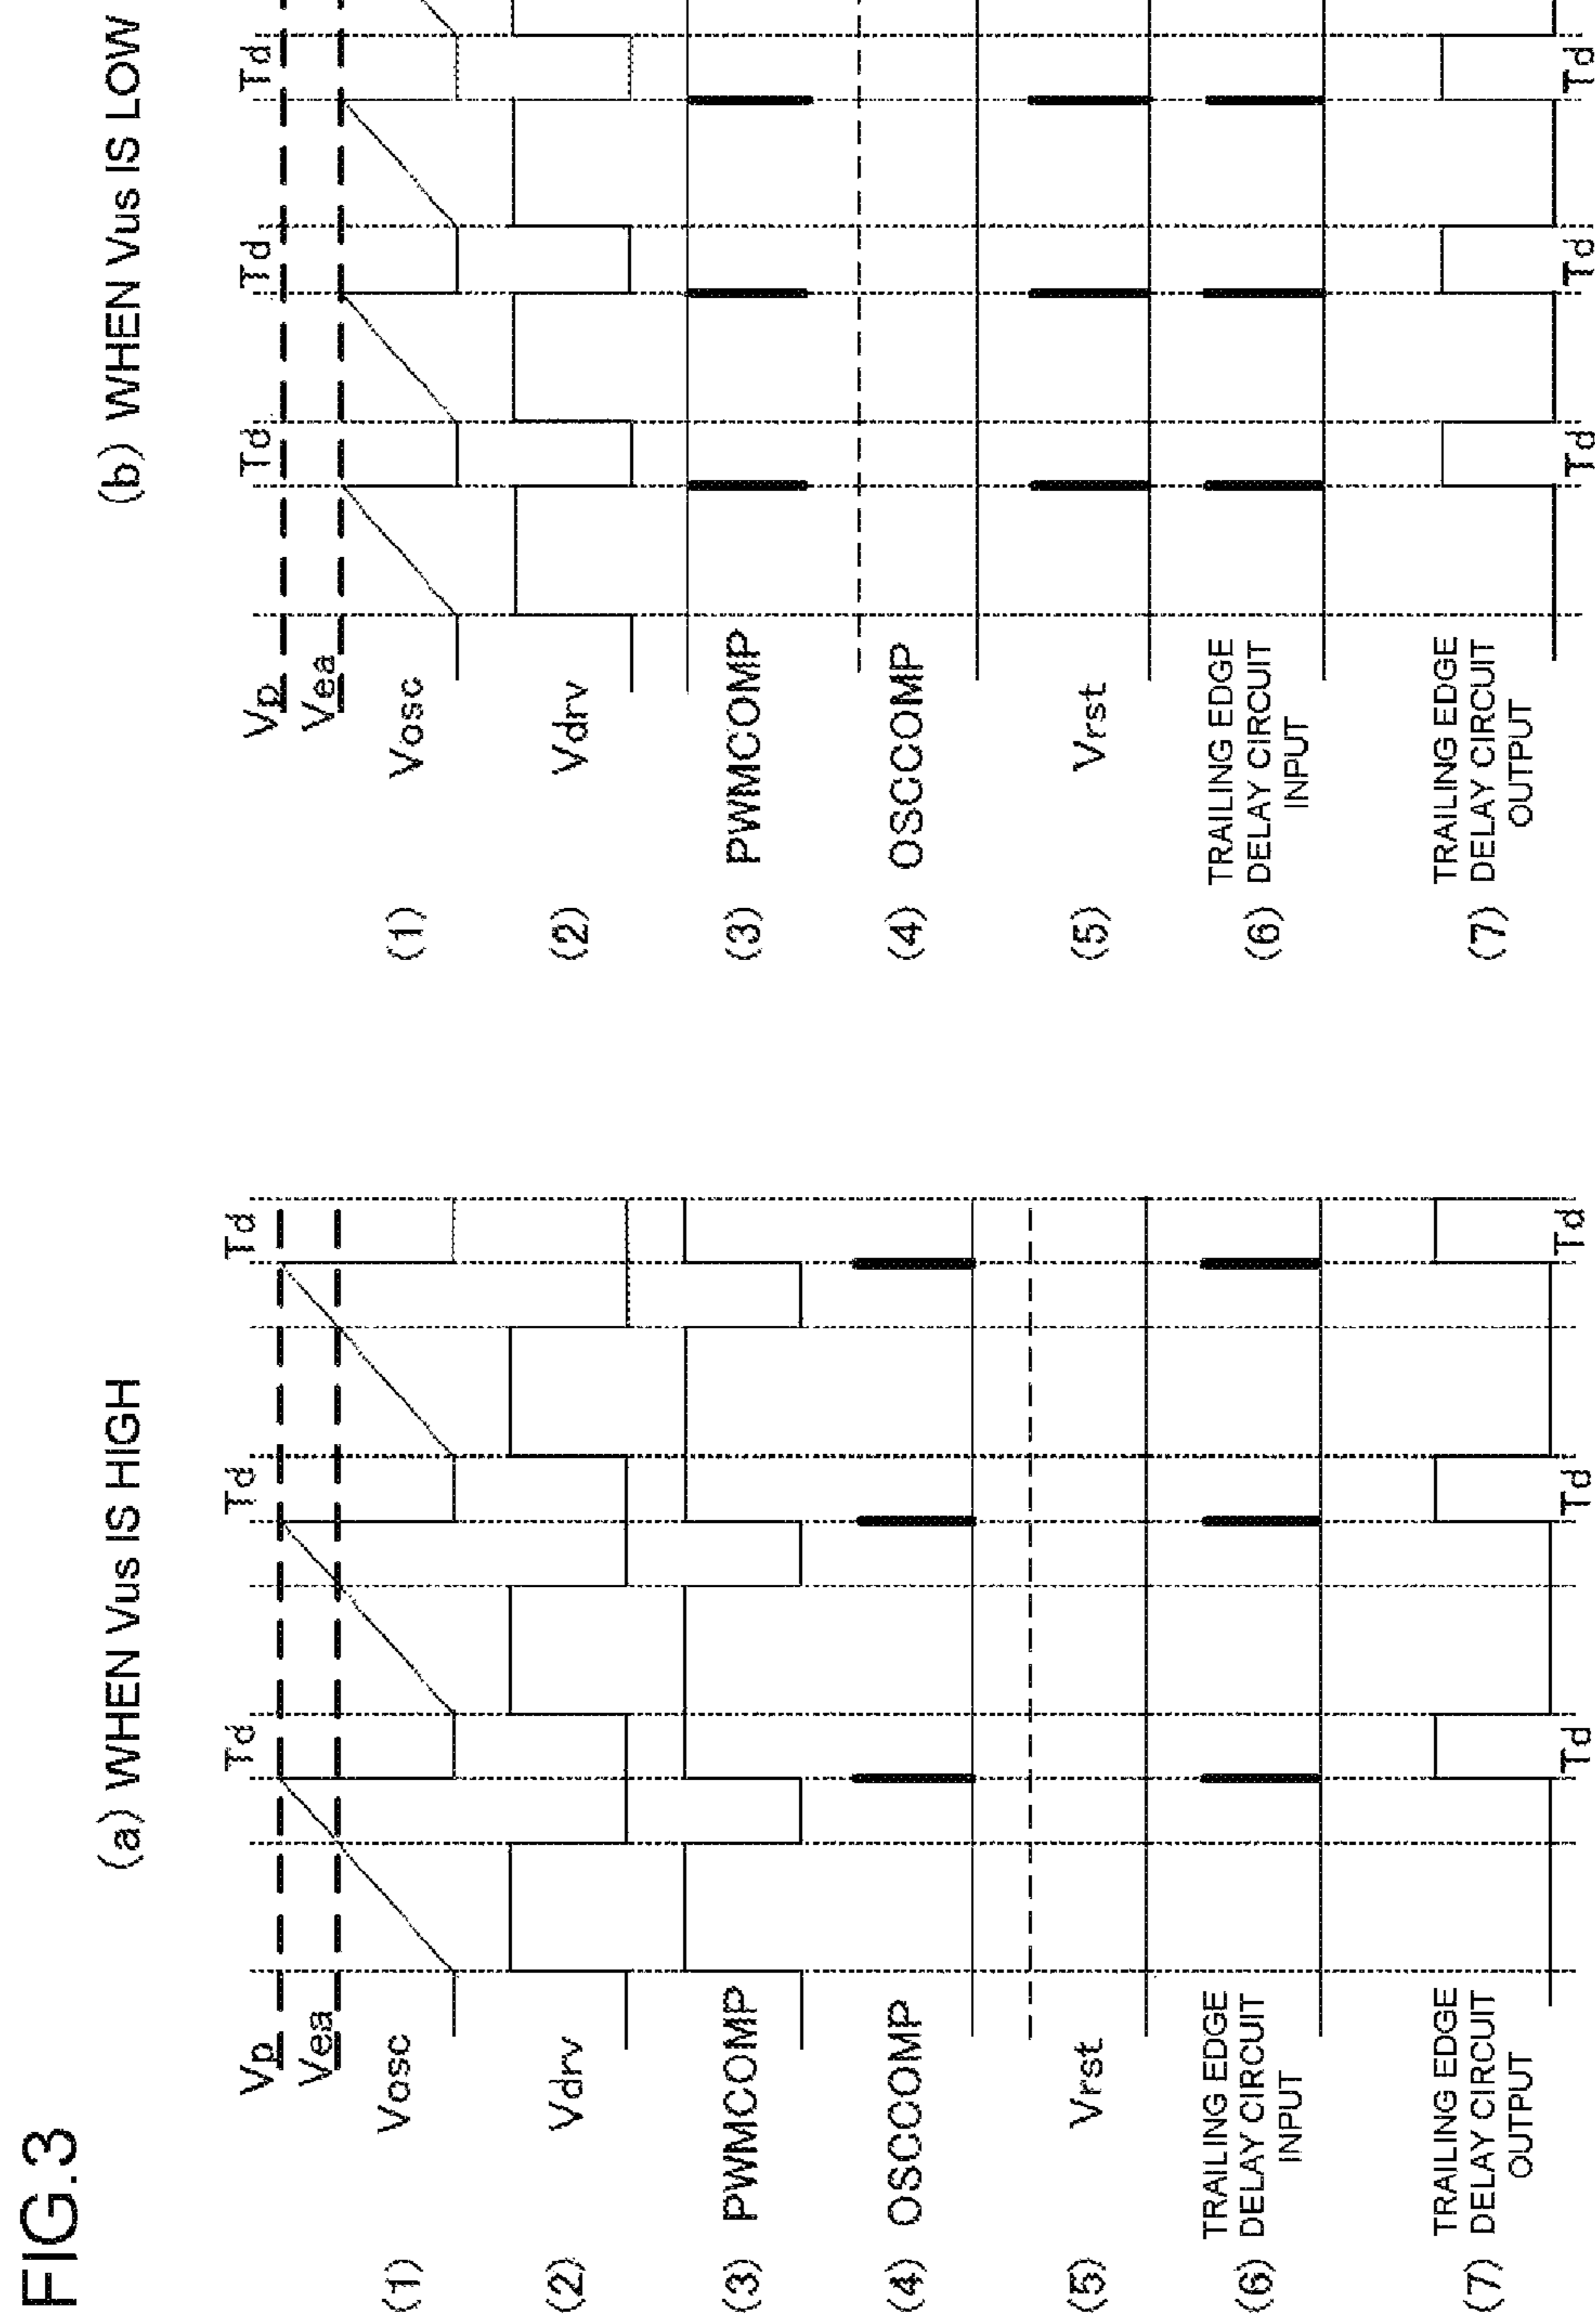 FIG.3
(a) WHEN Vus IS HIGH
Td Td Td
Vp
Vea
(1) Vosc
(2) Vdrv
(3) PWMCOMP
(4) OSCCOMP
(5) Vrst
(6) TRAILING EDGE
DELAY CIRCUIT
INPUT
(7) TRAILING EDGE
DELAY CIRCUIT
OUTPUT
Td Td Td
(b) WHEN Vus IS LOW
Td Td Td
Vp
Vea
(1) Vosc
(2) Vdrv
(3) PWMCOMP
(4) OSCCOMP
(5) Vrst
(6) TRAILING EDGE
DELAY CIRCUIT
INPUT
(7) TRAILING EDGE
DELAY CIRCUIT
OUTPUT
Td Td Td